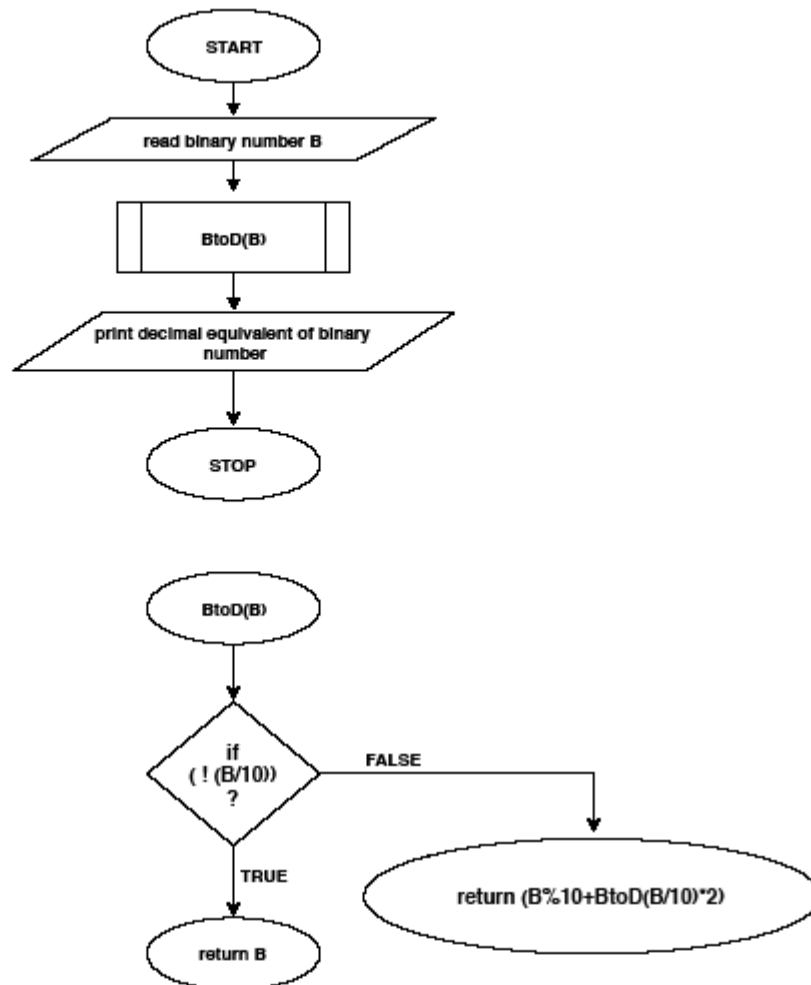 START
read binary number B
BtoD(B)
print decimal equivalent of binary
number
STOP
BtoD(B)
if
( ! (B/10))
?
FALSE
TRUE
return (B%10+BtoD(B/10)*2)
return B